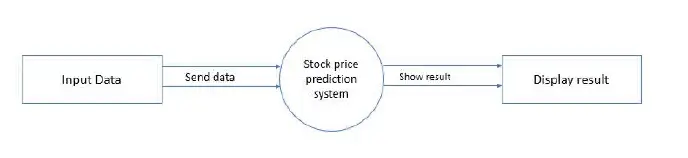 Input Data
Send data
Stock price
prediction
system
Show result
Display result